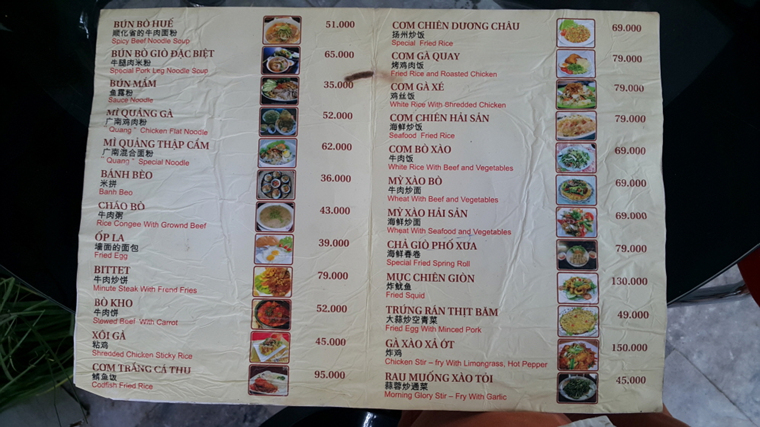 BÚN BÒ HUẾ
顺化省的牛肉面粉
Spicy Beef Noodle Soup
51.000
BÚN BÒ GIÒ ĐẶC BIỆT
牛腿肉米粉
Special Pork Leg Noodle Soup
65.000
BÚN MẮM
鱼露粉
Sauce Noodle
35.000
MÌ QUẢNG GÀ
广南鸡肉粉
" Quang " Chicken Flat Noodle
52.000
MÌ QUẢNG THẬP CẨM
广南混合面粉
" Quang " Special Noodle
62.000
BÁNH BÈO
米拼
Banh Beo
36.000
CHÁO BÒ
牛肉粥
Rice Congee With Grownd Beef
43.000
ỐP LA
墙面的面包
Fried Egg
39.000
BITTET
牛肉炒饼
Minute Steak With Frend Fries
79.000
BÒ KHO
牛肉饼
Stewed Beef With Carrot
52.000
XÔI GÀ
粘鸡
Shredded Chicken Sticky Rice
45.000
CƠM TRẮNG CÁ THU
鳕鱼饭
Codfish Fried Rice
95.000
CƠM CHIÊN DƯƠNG CHÂU
扬州炒饭
Special Fried Rice
69.000
CƠM GÀ QUAY
烤鸡肉饭
Fried Rice and Roasted Chicken
79.000
CƠM GÀ XÉ
鸡丝饭
White Rice With Shredded Chicken
79.000
CƠM CHIÊN HẢI SẢN
海鲜炒饭
Seafood Fried Rice
79.000
CƠM BÒ XÀO
牛肉饭
White Rice With Beef and Vegetables
69.000
MỲ XÀO BÒ
牛肉炒面
Wheat With Beef and Vegetables
69.000
MỲ XÀO HẢI SẢN
海鲜炒面
Wheat With Seafood and Vegetables
69.000
CHẢ GIÒ PHỐ XƯA
海鲜春卷
Special Fried Spring Roll
79.000
MỰC CHIÊN GIÒN
炸鱿鱼
Fried Squid
130.000
TRỨNG RÁN THỊT BẰM
大蒜炒空青菜
Fried Egg With Minced Pork
49.000
GÀ XÀO XẢ ỚT
炸鸡
Chicken Stir – fry With Limongrass, Hot Pepper
150.000
RAU MUỐNG XÀO TỎI
蒜蓉炒通菜
Morning Glory Stir – Fry With Garlic
45.000